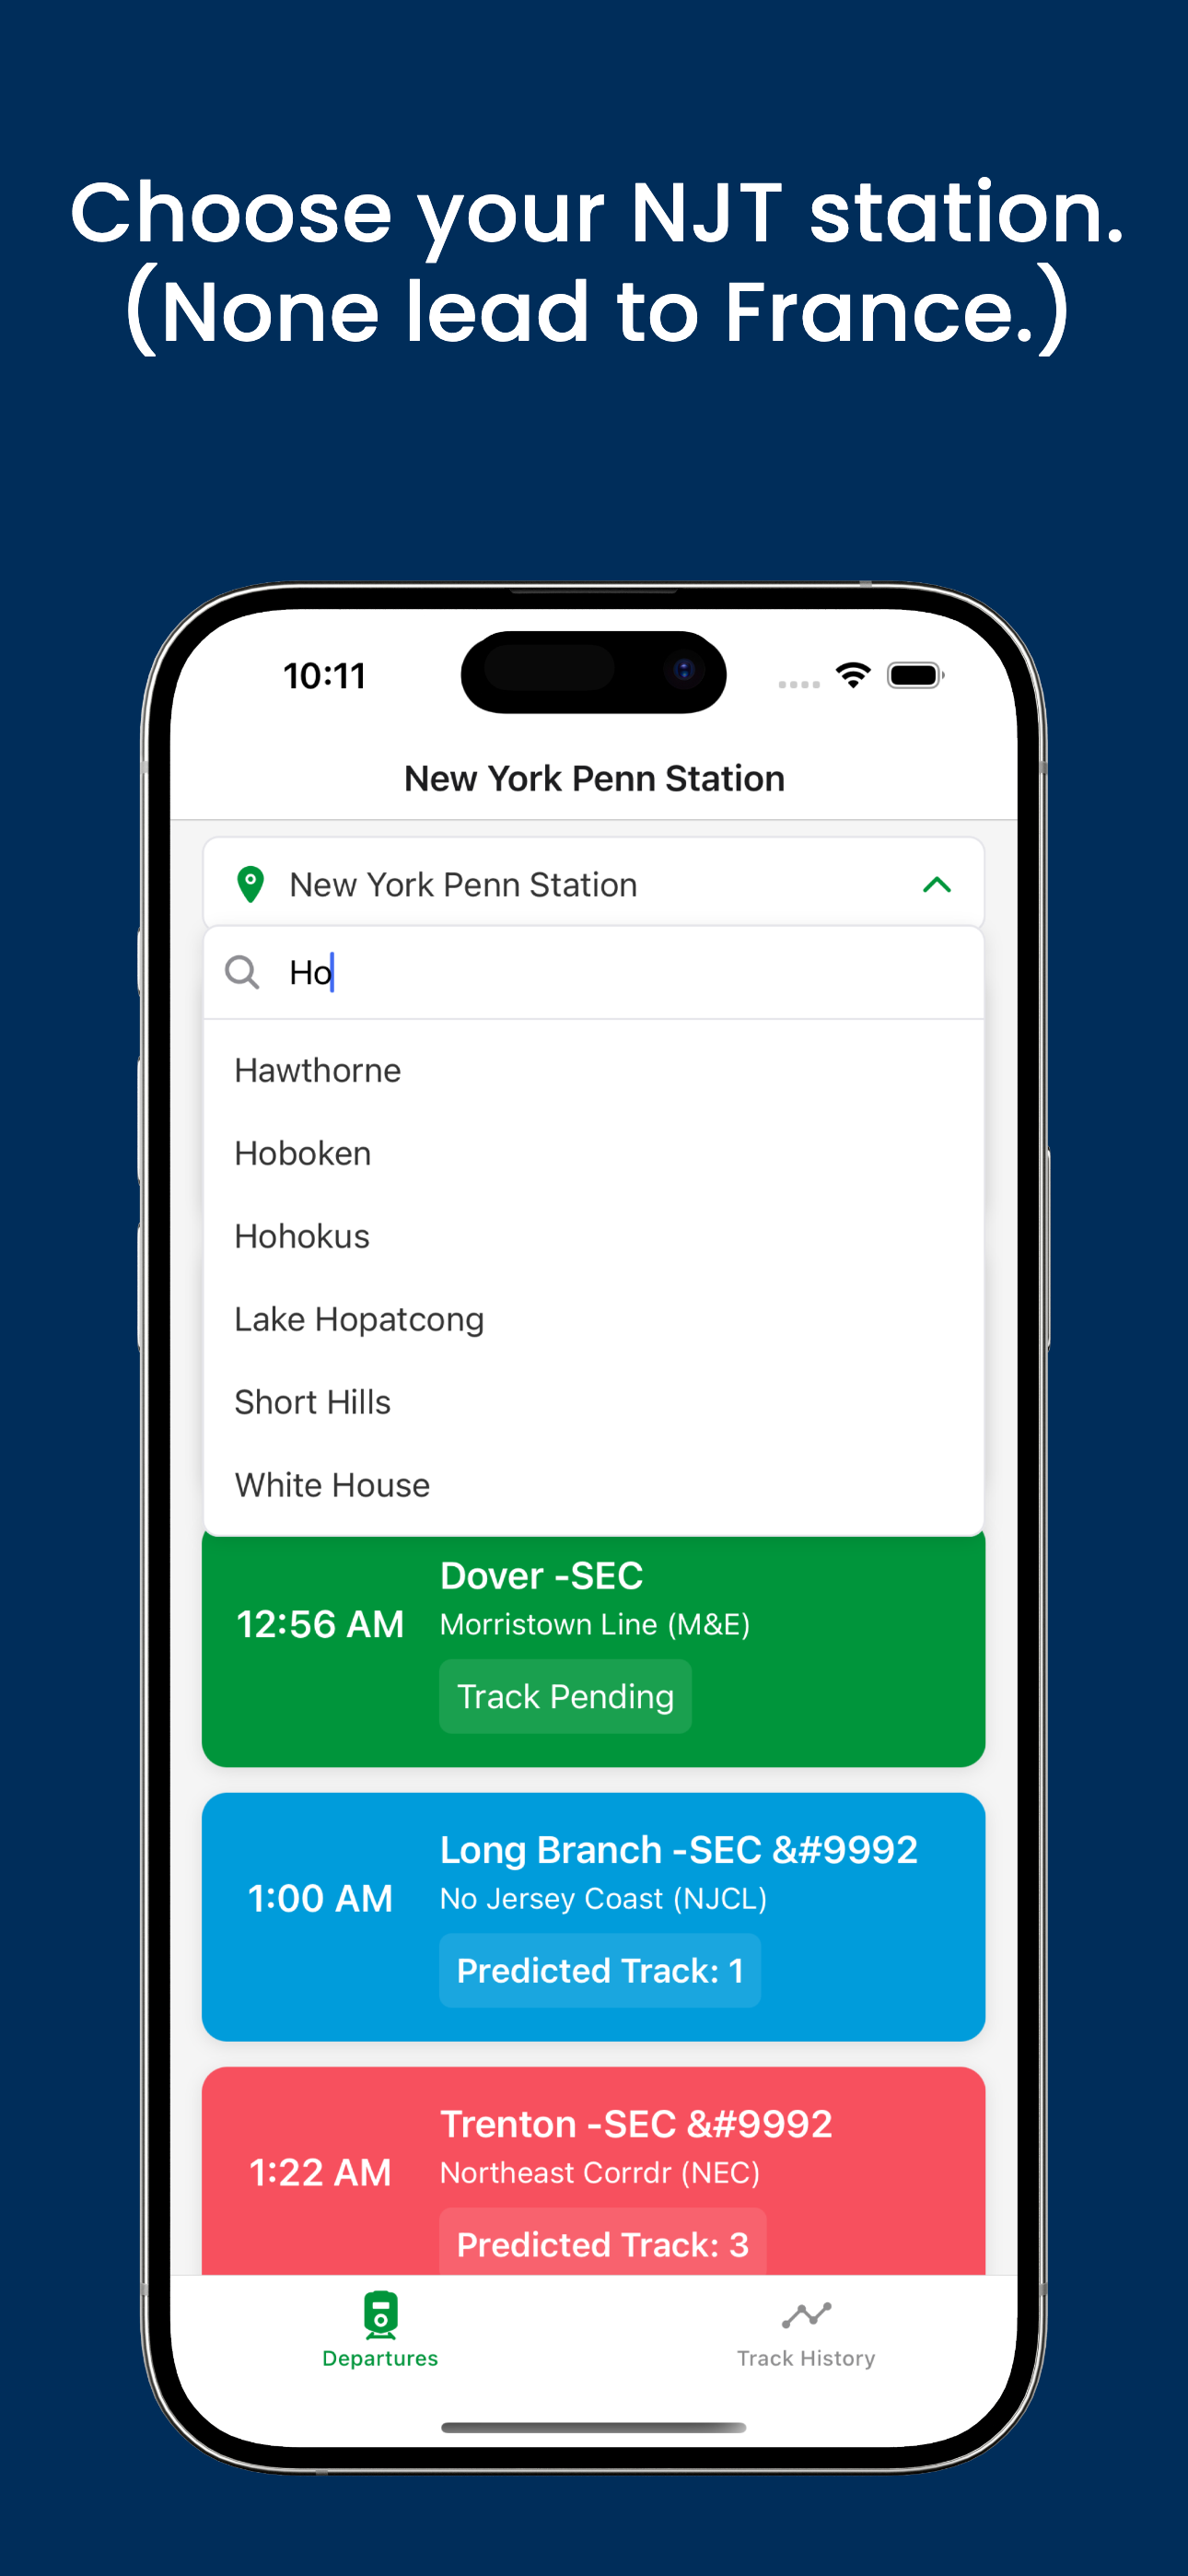 Choose your NJT station.
(None lead to France.)
10:11
New York Penn Station
New York Penn Station
Ho
Hawthorne
Hoboken
Hohokus
Lake Hopatcong
Short Hills
White House
Dover -SEC
12:56 AM
Morristown Line (M&E)
Track Pending
Long Branch -SEC &#9992
1:00 AM
No Jersey Coast (NJCL)
Predicted Track: 1
Trenton -SEC &#9992
1:22 AM
Northeast Corrdr (NEC)
Predicted Track: 3
Departures
Track History